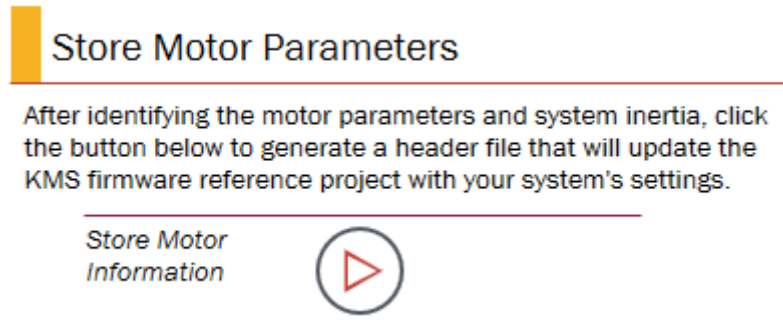 Store Motor Parameters
After identifying the motor parameters and system inertia, click
the button below to generate a header file that will update the
KMS firmware reference project with your system's settings.
Store Motor
Information